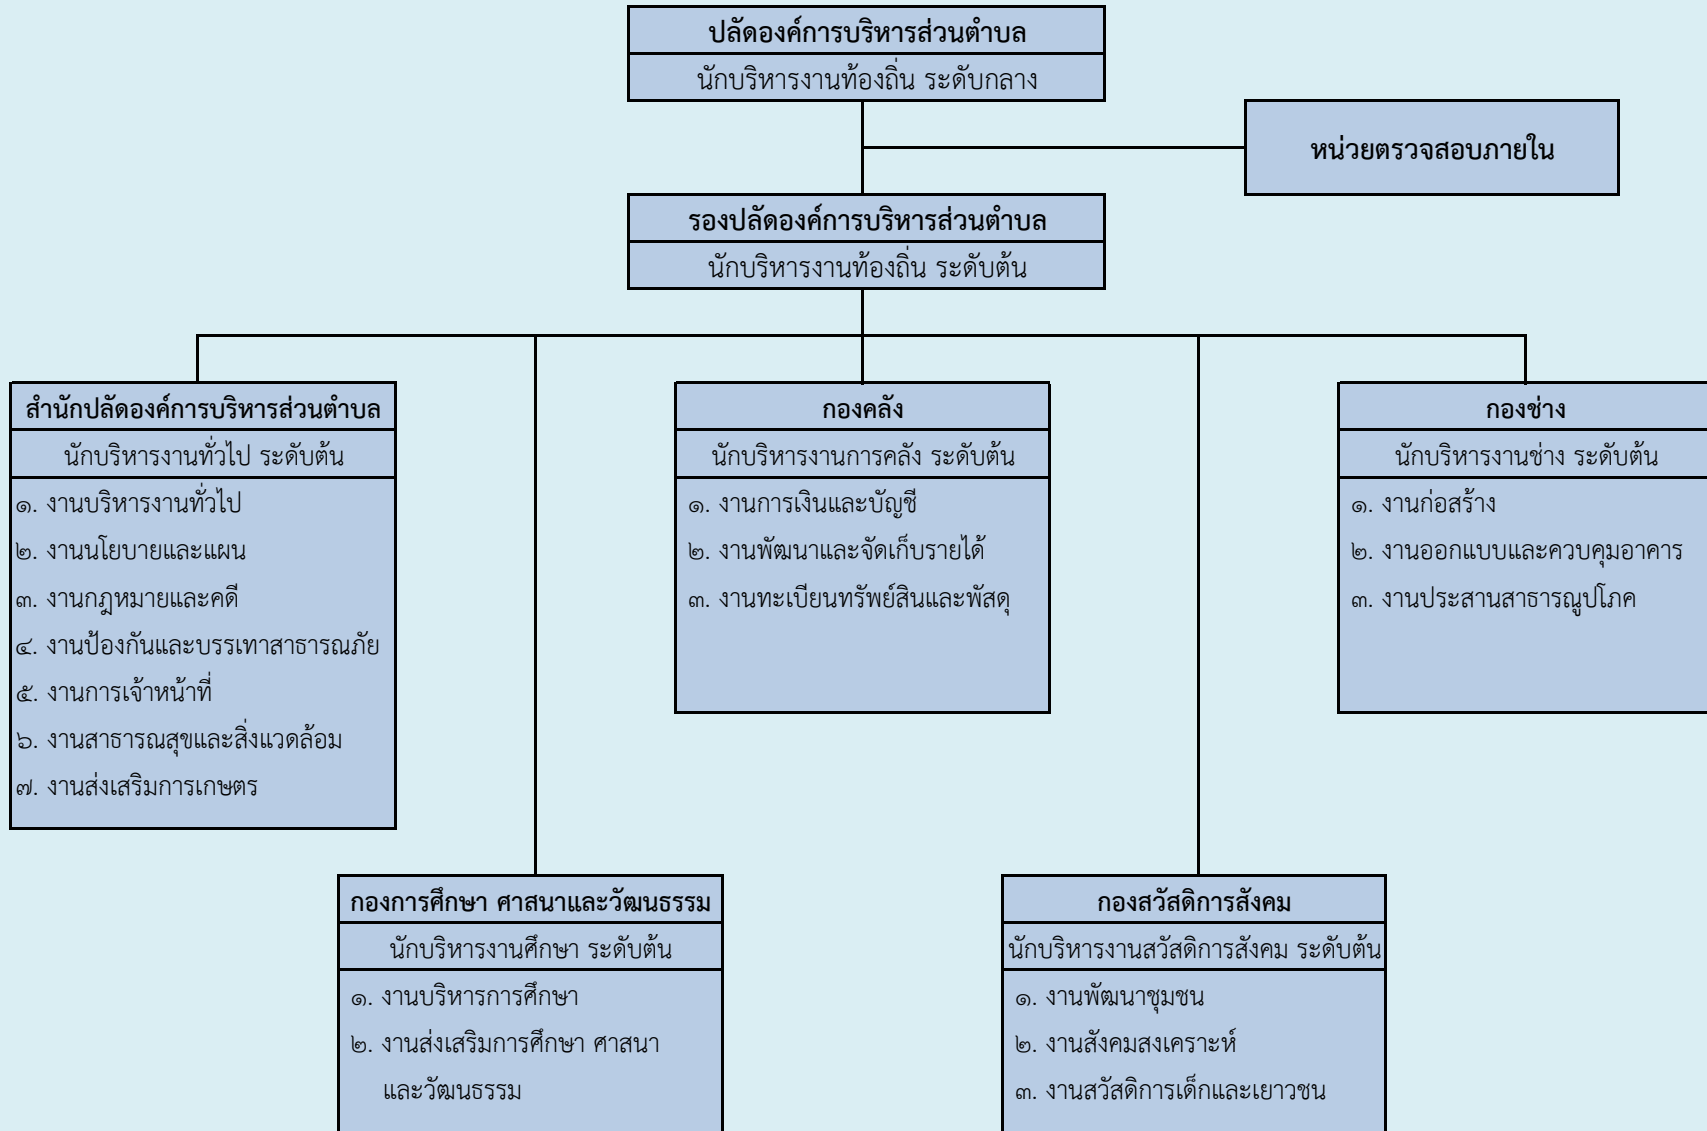 ปลัดองค์การบริหารส่วนตำบล
นักบริหารงานท้องถิ่น ระดับกลาง
หน่วยตรวจสอบภายใน
รองปลัดองค์การบริหารส่วนตำบล
นักบริหารงานท้องถิ่น ระดับต้น
สำนักปลัดองค์การบริหารส่วนตำบล
นักบริหารงานทั่วไป ระดับต้น
๑. งานบริหารงานทั่วไป
๒. งานนโยบายและแผน
๓. งานกฎหมายและคดี
๔. งานป้องกันและบรรเทาสาธารณภัย
๕. งานการเจ้าหน้าที่
๖. งานสาธารณสุขและสิ่งแวดล้อม
๗. งานส่งเสริมการเกษตร
กองคลัง
นักบริหารงานการคลัง ระดับต้น
๑. งานการเงินและบัญชี
๒. งานพัฒนาและจัดเก็บรายได้
๓. งานทะเบียนทรัพย์สินและพัสดุ
กองช่าง
นักบริหารงานช่าง ระดับต้น
๑. งานก่อสร้าง
๒. งานออกแบบและควบคุมอาคาร
๓. งานประสานสาธารณูปโภค
กองการศึกษา ศาสนาและวัฒนธรรม
นักบริหารงานศึกษา ระดับต้น
๑. งานบริหารการศึกษา
๒. งานส่งเสริมการศึกษา ศาสนา
และวัฒนธรรม
กองสวัสดิการสังคม
นักบริหารงานสวัสดิการสังคม ระดับต้น
๑. งานพัฒนาชุมชน
๒. งานสังคมสงเคราะห์
๓. งานสวัสดิการเด็กและเยาวชน